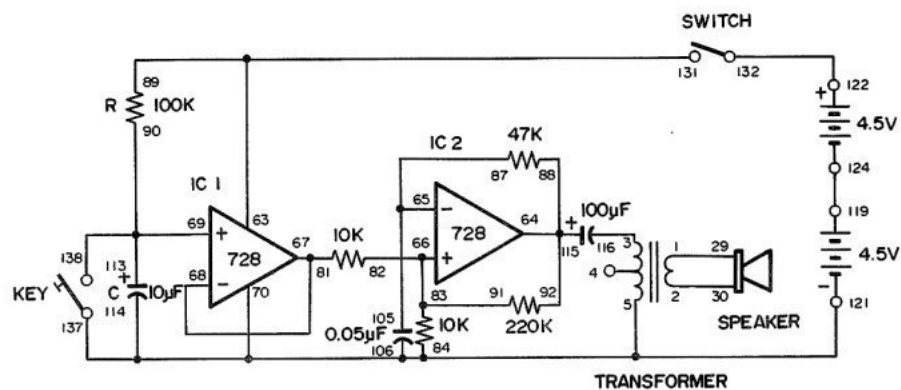 SWITCH
131 132
89
R 100K
90
122
+
4.5V
124
IC 2 47K
87 88
IC 1
63
65 -
64
+ 100μF
119
69 +
728
67
10K
66
728
115 116
3 1 29
138
113
+
68 -
81 82
+
4
4.5V
KEY C 10μF
70
83
91 92
5 2 30
-
121
114
105
10K
220K
SPEAKER
137
0.05μF
106
84
TRANSFORMER